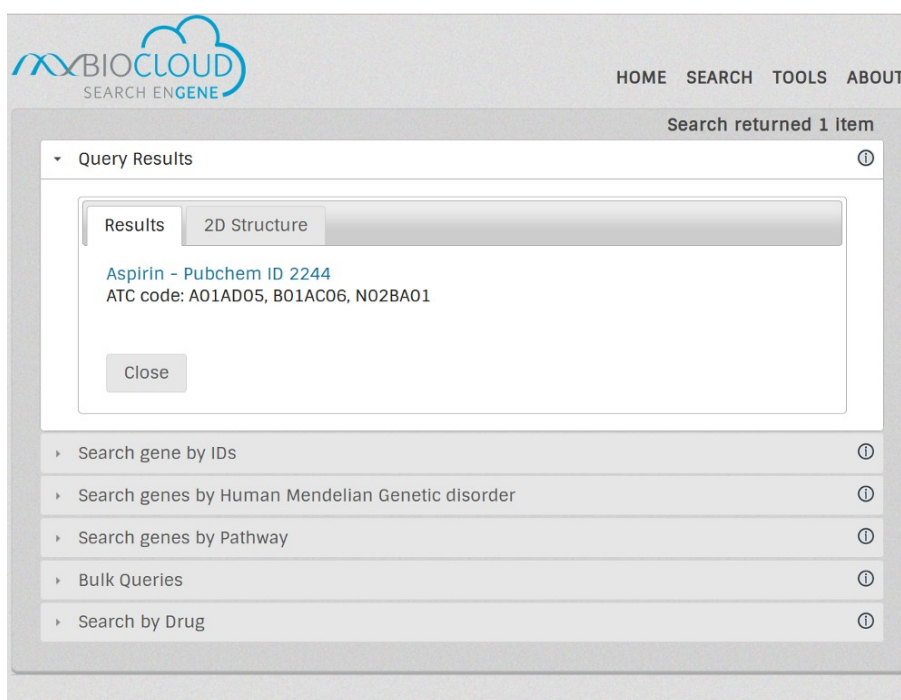 BIOCLOUD
SEARCH ENGENE
HOME SEARCH TOOLS ABOUT
Search returned 1 item
Query Results
Results 2D Structure
Aspirin - Pubchem ID 2244
ATC code: A01AD05, B01AC06, N02BA01
Close
Search gene by IDs
Search genes by Human Mendelian Genetic disorder
Search genes by Pathway
Bulk Queries
Search by Drug